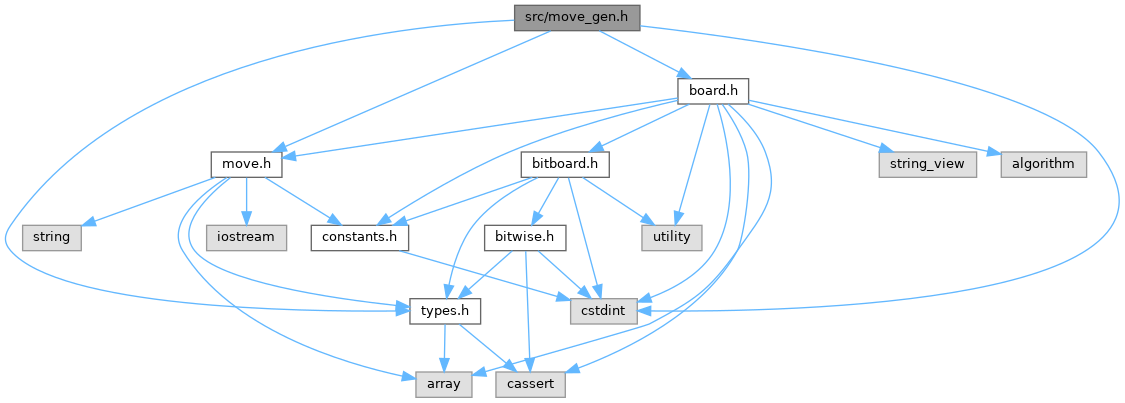 src/move_gen.h
board.h
move.h
bitboard.h
string_view
algorithm
string
iostream
constants.h
bitwise.h
utility
types.h
cstdint
array
cassert